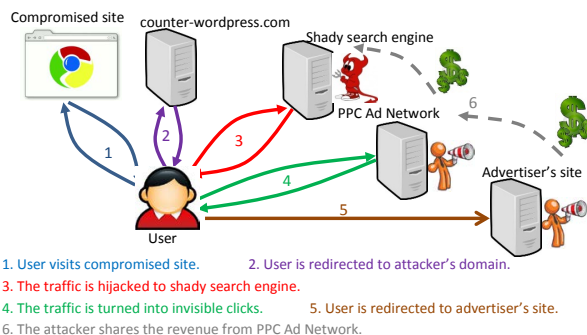 Compromised site
counter-wordpress.com
Shady search engine
6
PPC Ad Network
1
2
3
Advertiser's site
4
5
User
1. User visits compromised site. 2. User is redirected to attacker's domain.
3. The traffic is hijacked to shady search engine.
4. The traffic is turned into invisible clicks. 5. User is redirected to advertiser's site.
6. The attacker shares the revenue from PPC Ad Network.